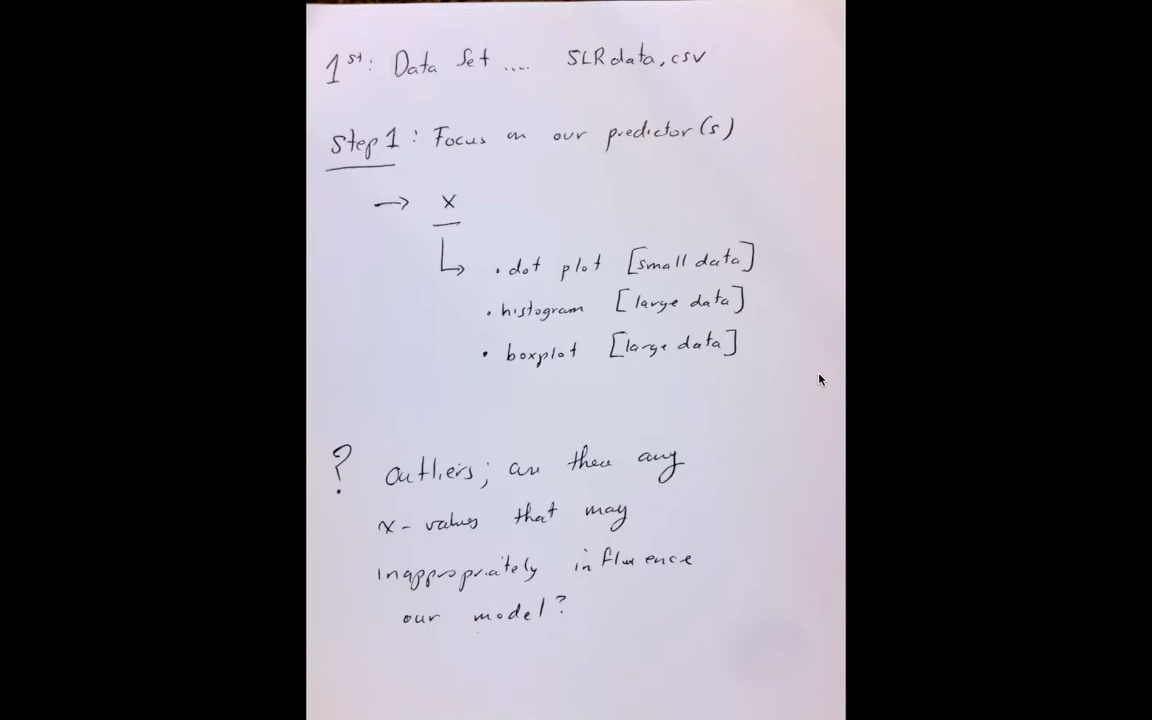 1st: Data Set .... SLRdata.csv
Step 1: Focus on our predictor(s)
→ x
• dot plot [small data]
• histogram [large data]
• boxplot [large data]
? outliers; are there any
x-values that may
inappropriately influence
our model?